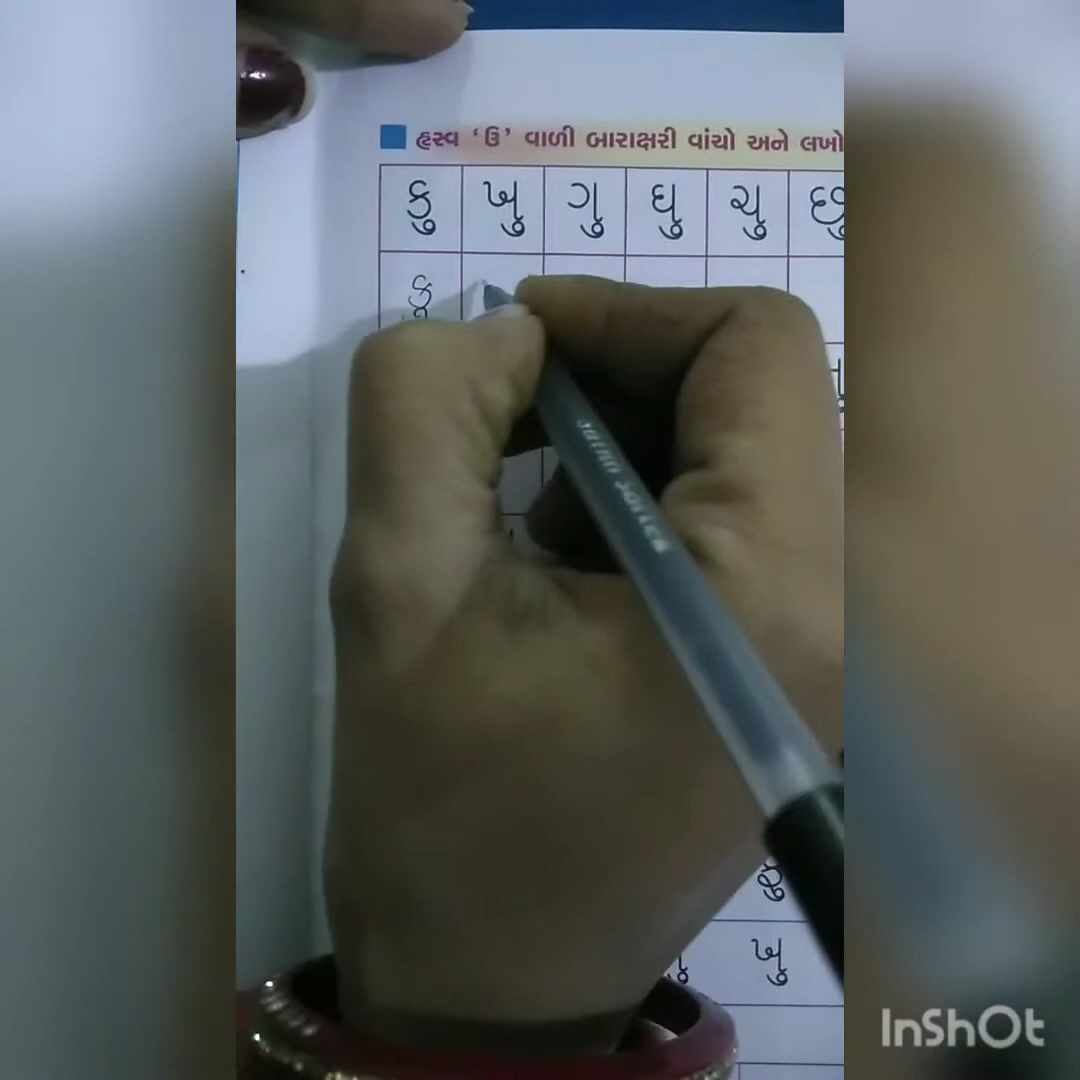 હ્રસ્વ ‘ઉ’ વાળી બારાક્ષરી વાંચો અને લખો
કુ ખુ ગુ ઘુ ચુ છુ
કુ
ખુ
InShOt